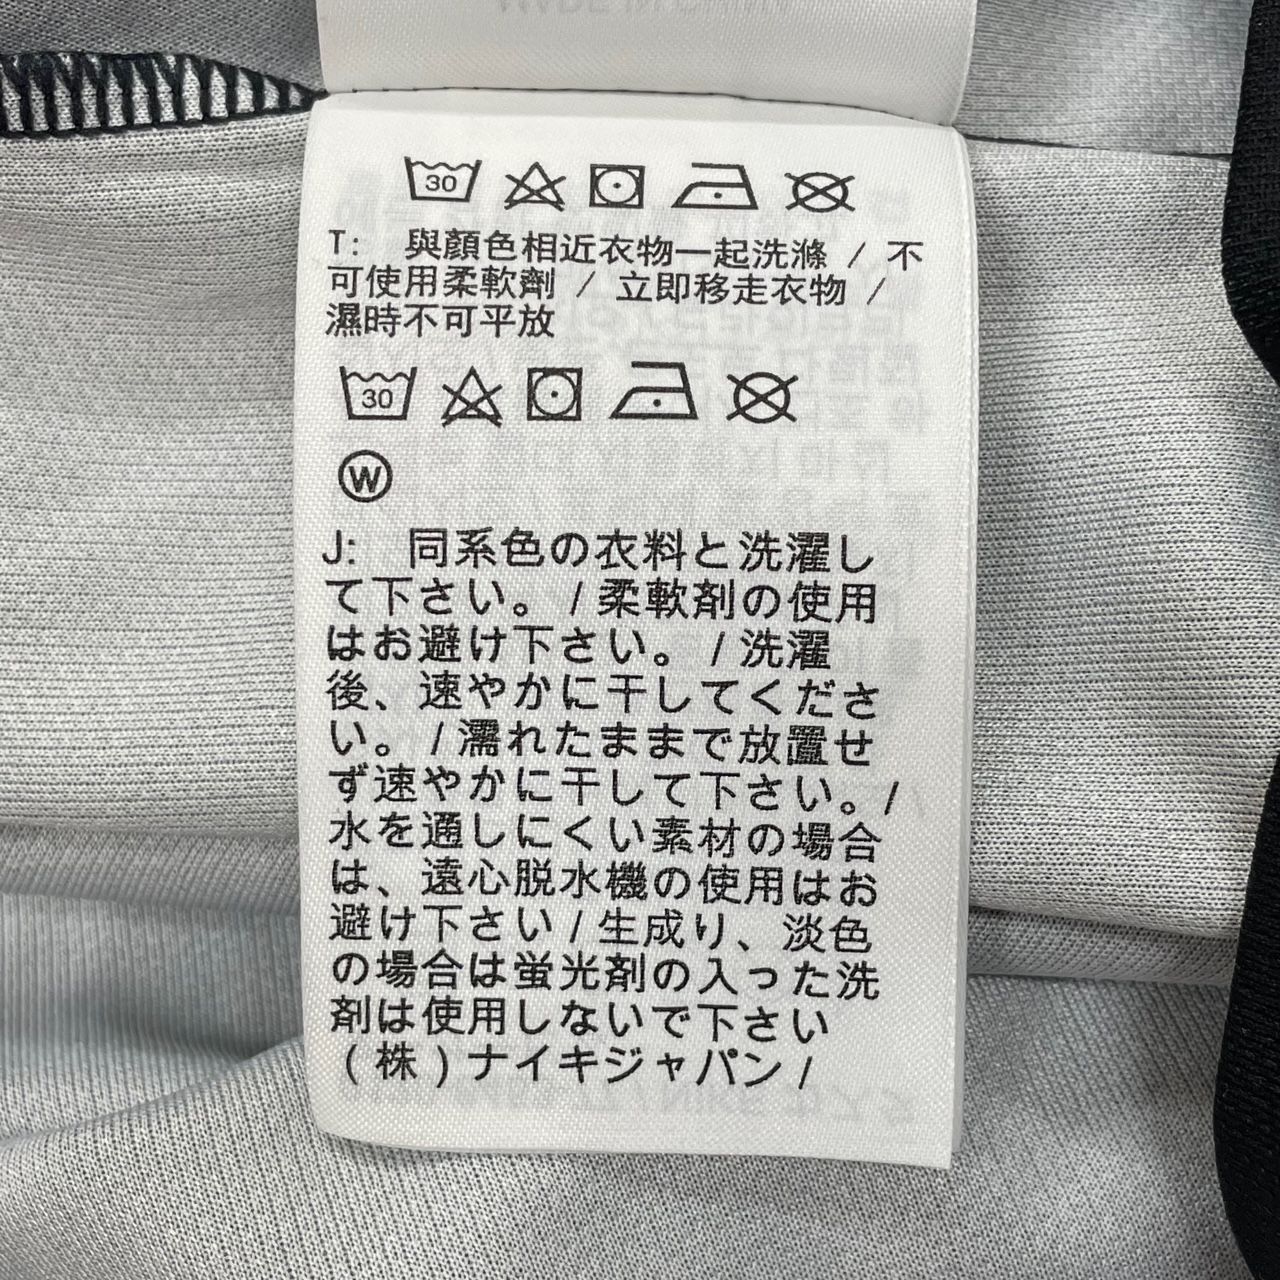 MADE IN CHINA
30
T: 與顏色相近衣物一起洗滌 / 不
可使用柔軟劑 / 立即移走衣物 /
濕時不可平放
30
W
J: 同系色の衣料と洗濯し
て下さい。 / 柔軟剤の使用
はお避け下さい。 / 洗濯
後、速やかに干してくださ
い。 / 濡れたままで放置せ
ず速やかに干して下さい。/
水を通しにくい素材の場合
は、遠心脱水機の使用はお
避け下さい / 生成り、淡色
の場合は蛍光剤の入った洗
剤は使用しないで下さい
(株)ナイキジャパン /